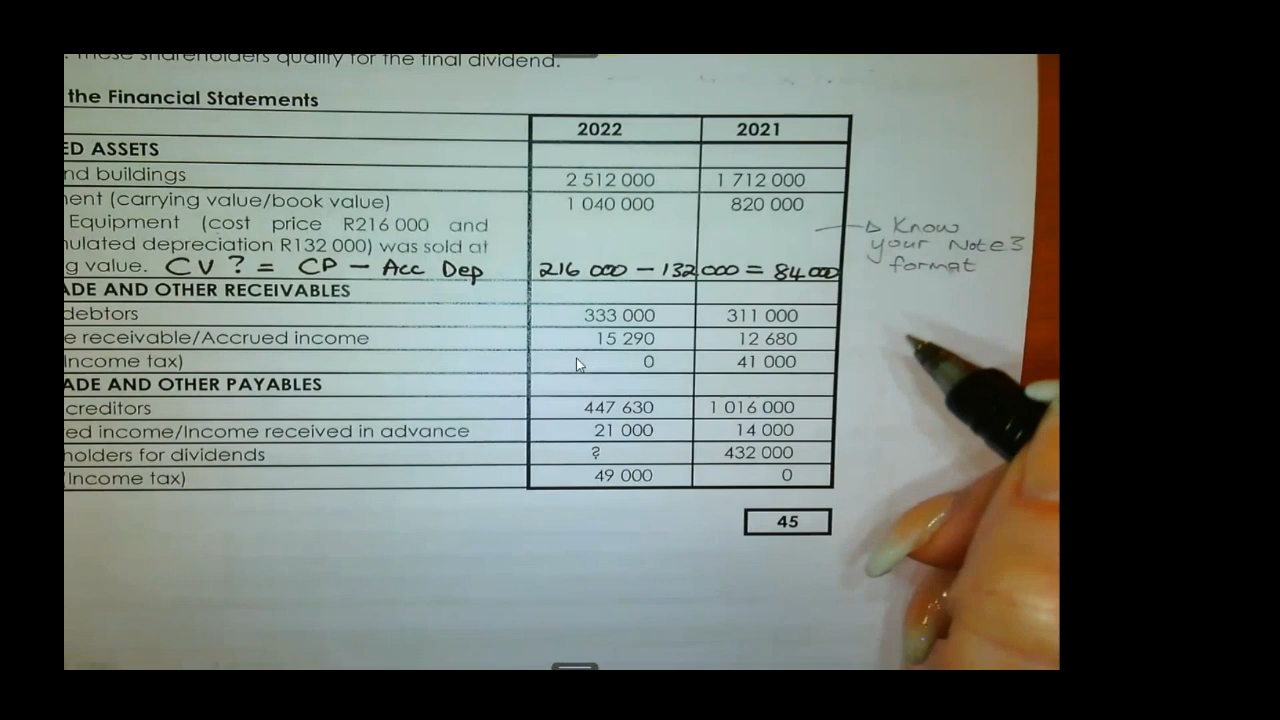 . These shareholders qualify for the final dividend.
the Financial Statements
2022 2021
ED ASSETS
nd buildings 2 512 000 1 712 000
ent (carrying value/book value) 1 040 000 820 000
Equipment (cost price R216 000 and
ulated depreciation R132 000) was sold at
g value. CV ? = CP - Acc Dep 216 000 - 132 000 = 84 000
→ Know
your Note 3
format
ADE AND OTHER RECEIVABLES
debtors 333 000 311 000
e receivable/Accrued income 15 290 12 680
Income tax) 0 41 000
ADE AND OTHER PAYABLES
creditors 447 630 1 016 000
ed income/Income received in advance 21 000 14 000
holders for dividends ? 432 000
(Income tax) 49 000 0
45